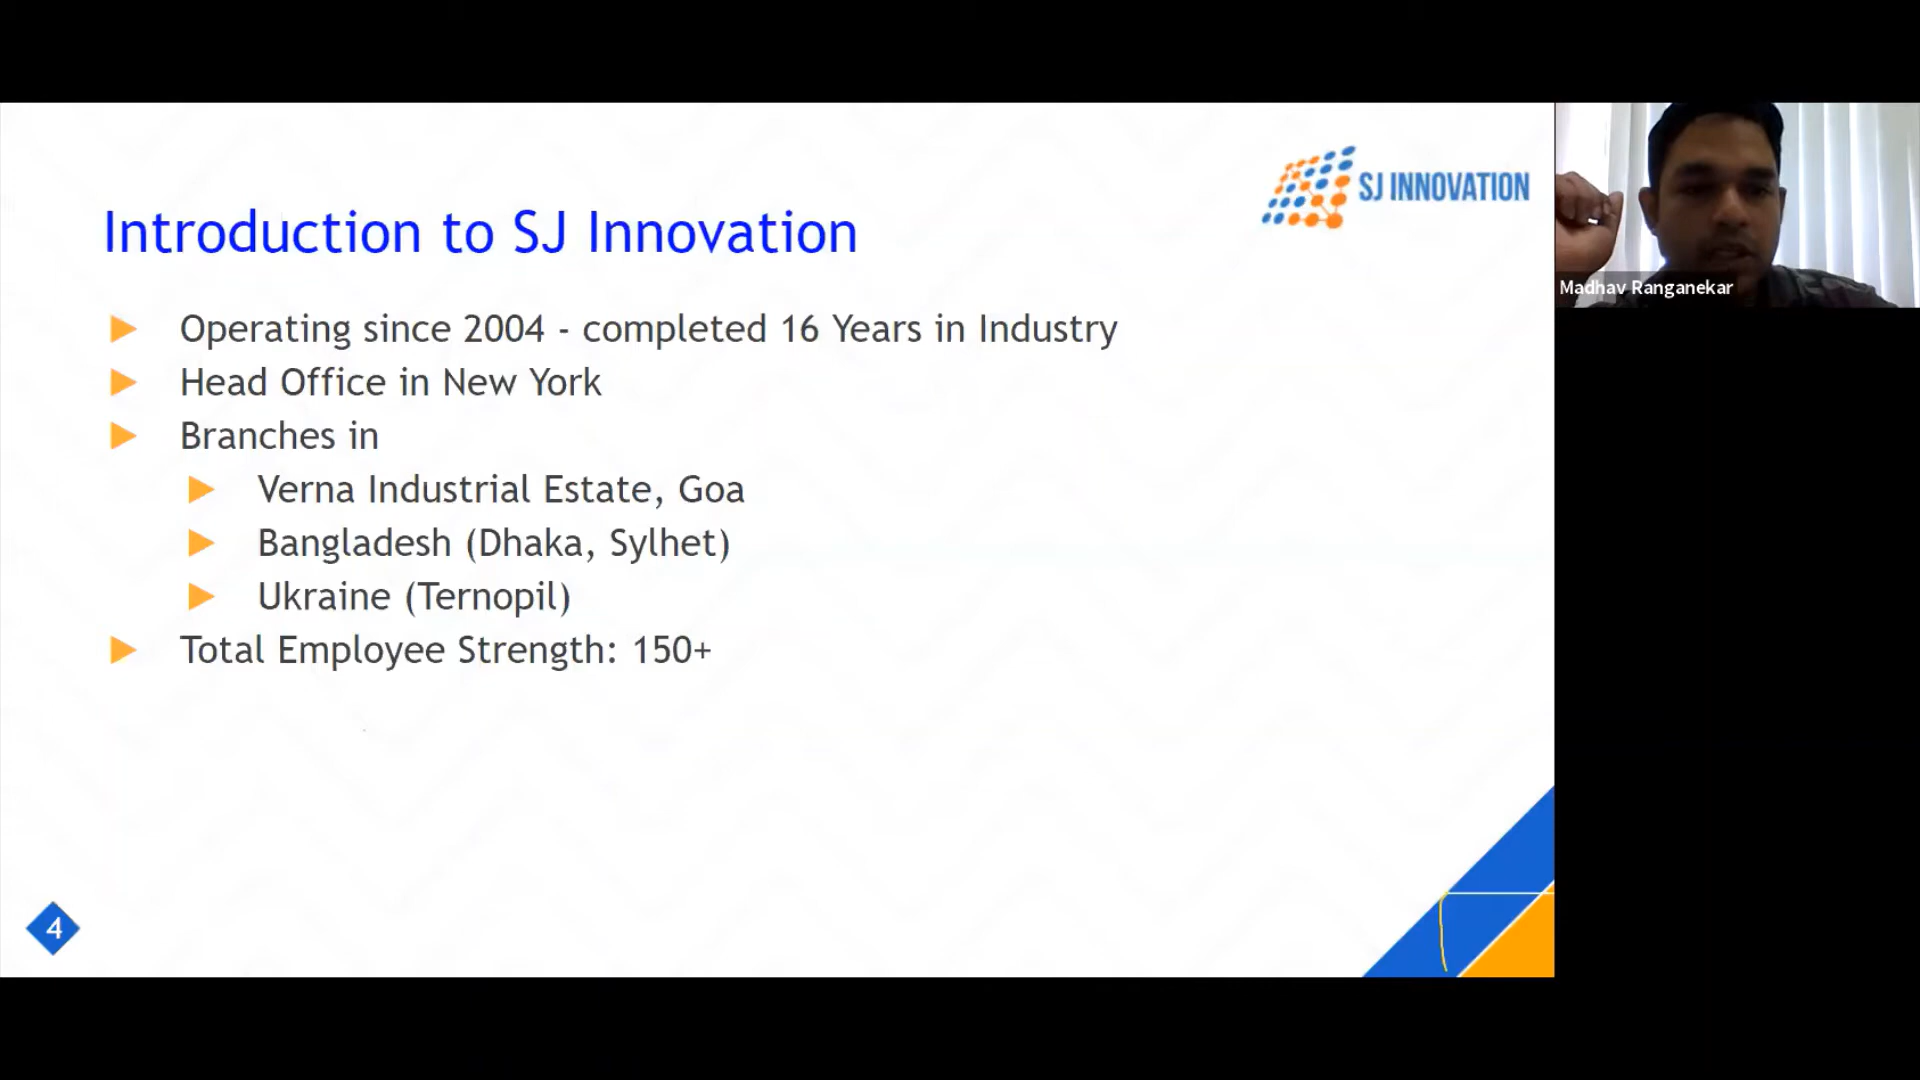 SJ INNOVATION
Introduction to SJ Innovation
Operating since 2004 - completed 16 Years in Industry
Head Office in New York
Branches in
Verna Industrial Estate, Goa
Bangladesh (Dhaka, Sylhet)
Ukraine (Ternopil)
Total Employee Strength: 150+
4
Madhav Ranganekar